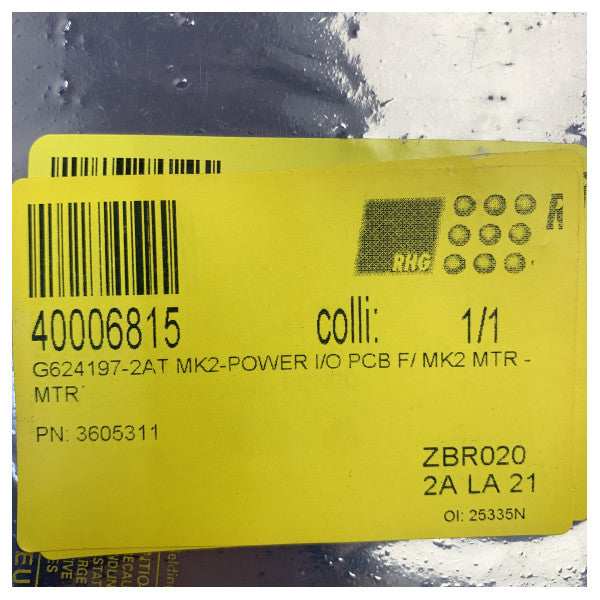 RHG
R
40006815 colli: 1/1
G624197-2AT MK2-POWER I/O PCB F/ MK2 MTR -
MTR
PN: 3605311
ZBR020
2A LA 21
OI: 25335N